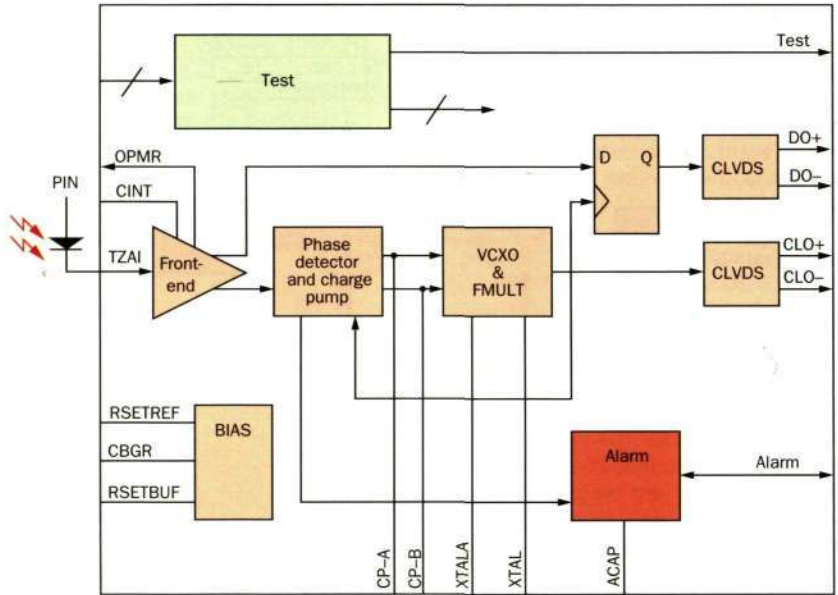 Test
Test
OPMR
CINT
PIN
TZAI
Front-
end
Phase
detector
and charge
pump
VCXO
&
FMULT
D Q
CLVDS
DO+
DO–
CLVDS
CLO+
CLO–
RSETREF
CBGR
RSETBUF
BIAS
Alarm
Alarm
CP–A
CP–B
XTALA
XTAL
ACAP